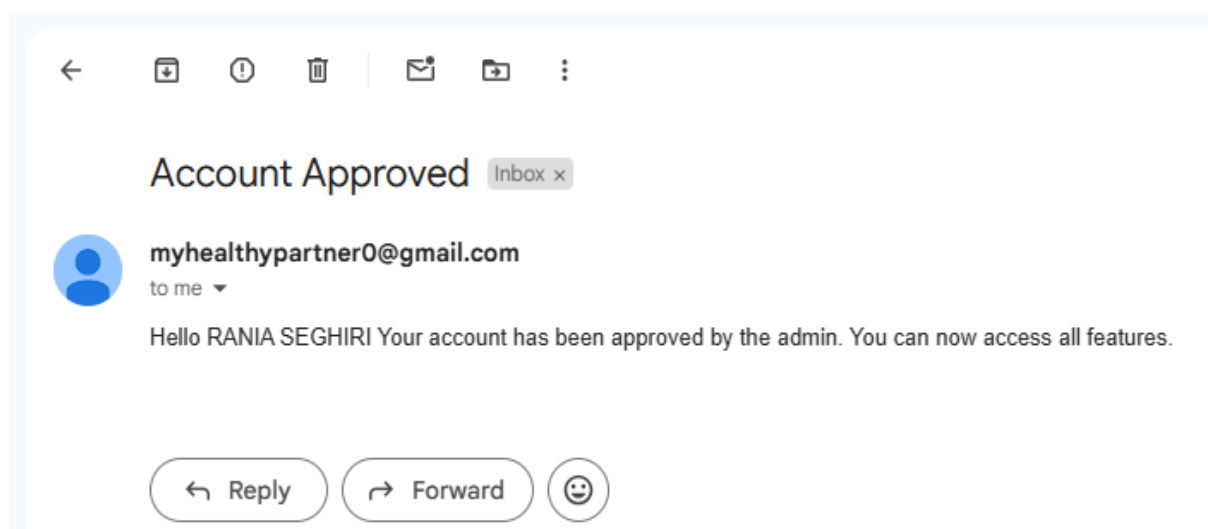 Account Approved Inbox ×
myhealthypartner0@gmail.com
to me
Hello RANIA SEGHIRI Your account has been approved by the admin. You can now access all features.
Reply Forward